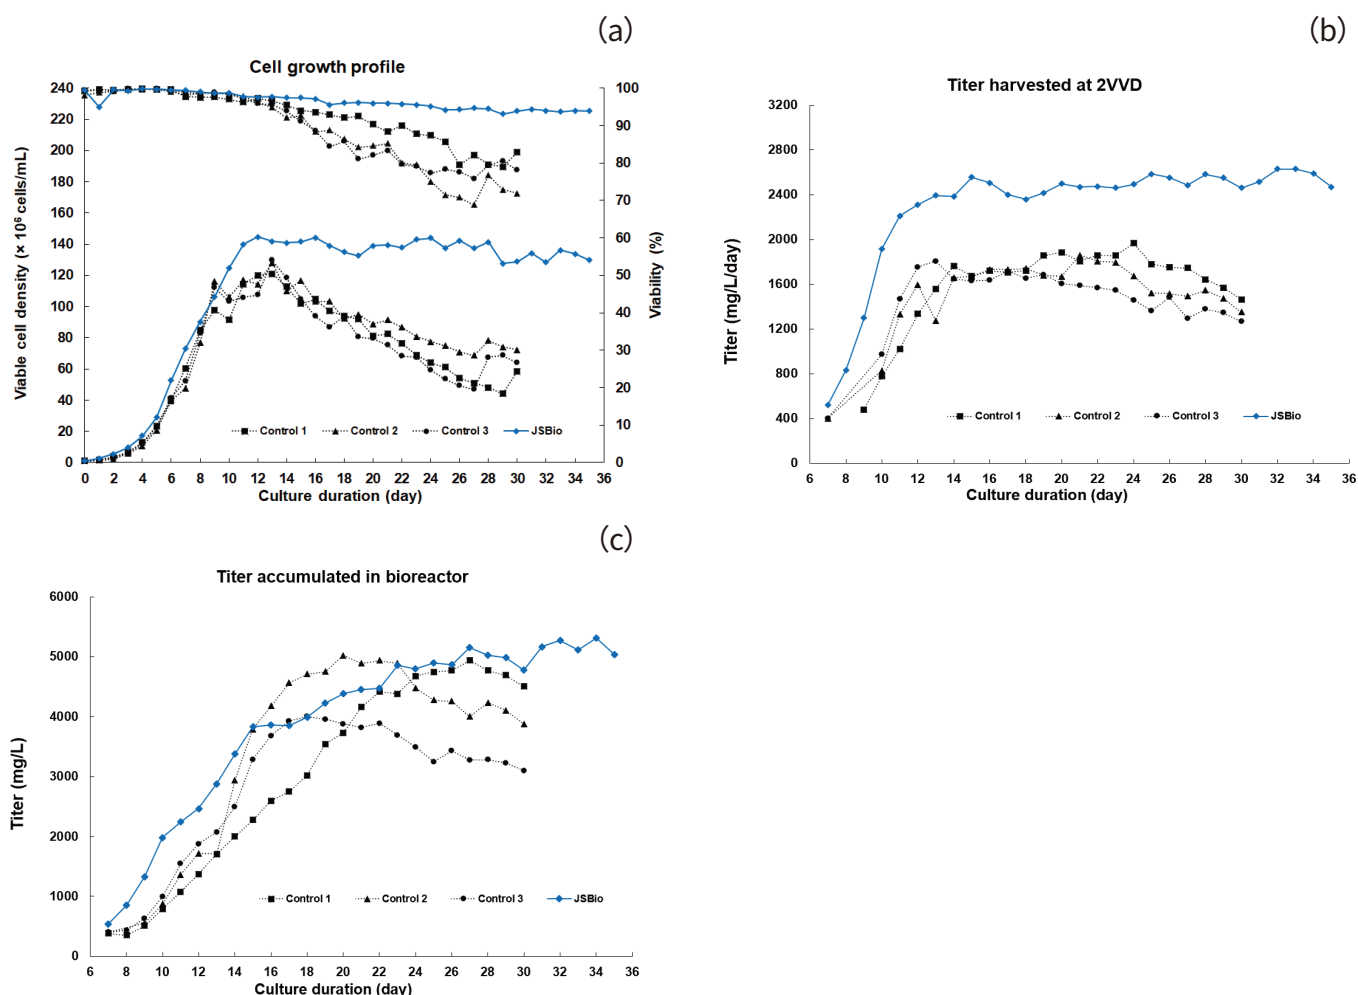 (a)
Cell growth profile
240
220
200
180
160
140
120
100
80
60
40
20
0
100
90
80
70
60
50
40
30
20
10
0
Viable cell density (× 10⁶ cells/mL)
Viability (%)
Control 1 Control 2 Control 3 JSBio
0 2 4 6 8 10 12 14 16 18 20 22 24 26 28 30 32 34 36
Culture duration (day)
(b)
Titer harvested at 2VVD
3200
2800
2400
2000
1600
1200
800
400
0
Titer (mg/L/day)
Control 1 Control 2 Control 3 JSBio
6 8 10 12 14 16 18 20 22 24 26 28 30 32 34 36
Culture duration (day)
(c)
Titer accumulated in bioreactor
6000
5000
4000
3000
2000
1000
0
Titer (mg/L)
Control 1 Control 2 Control 3 JSBio
6 8 10 12 14 16 18 20 22 24 26 28 30 32 34 36
Culture duration (day)